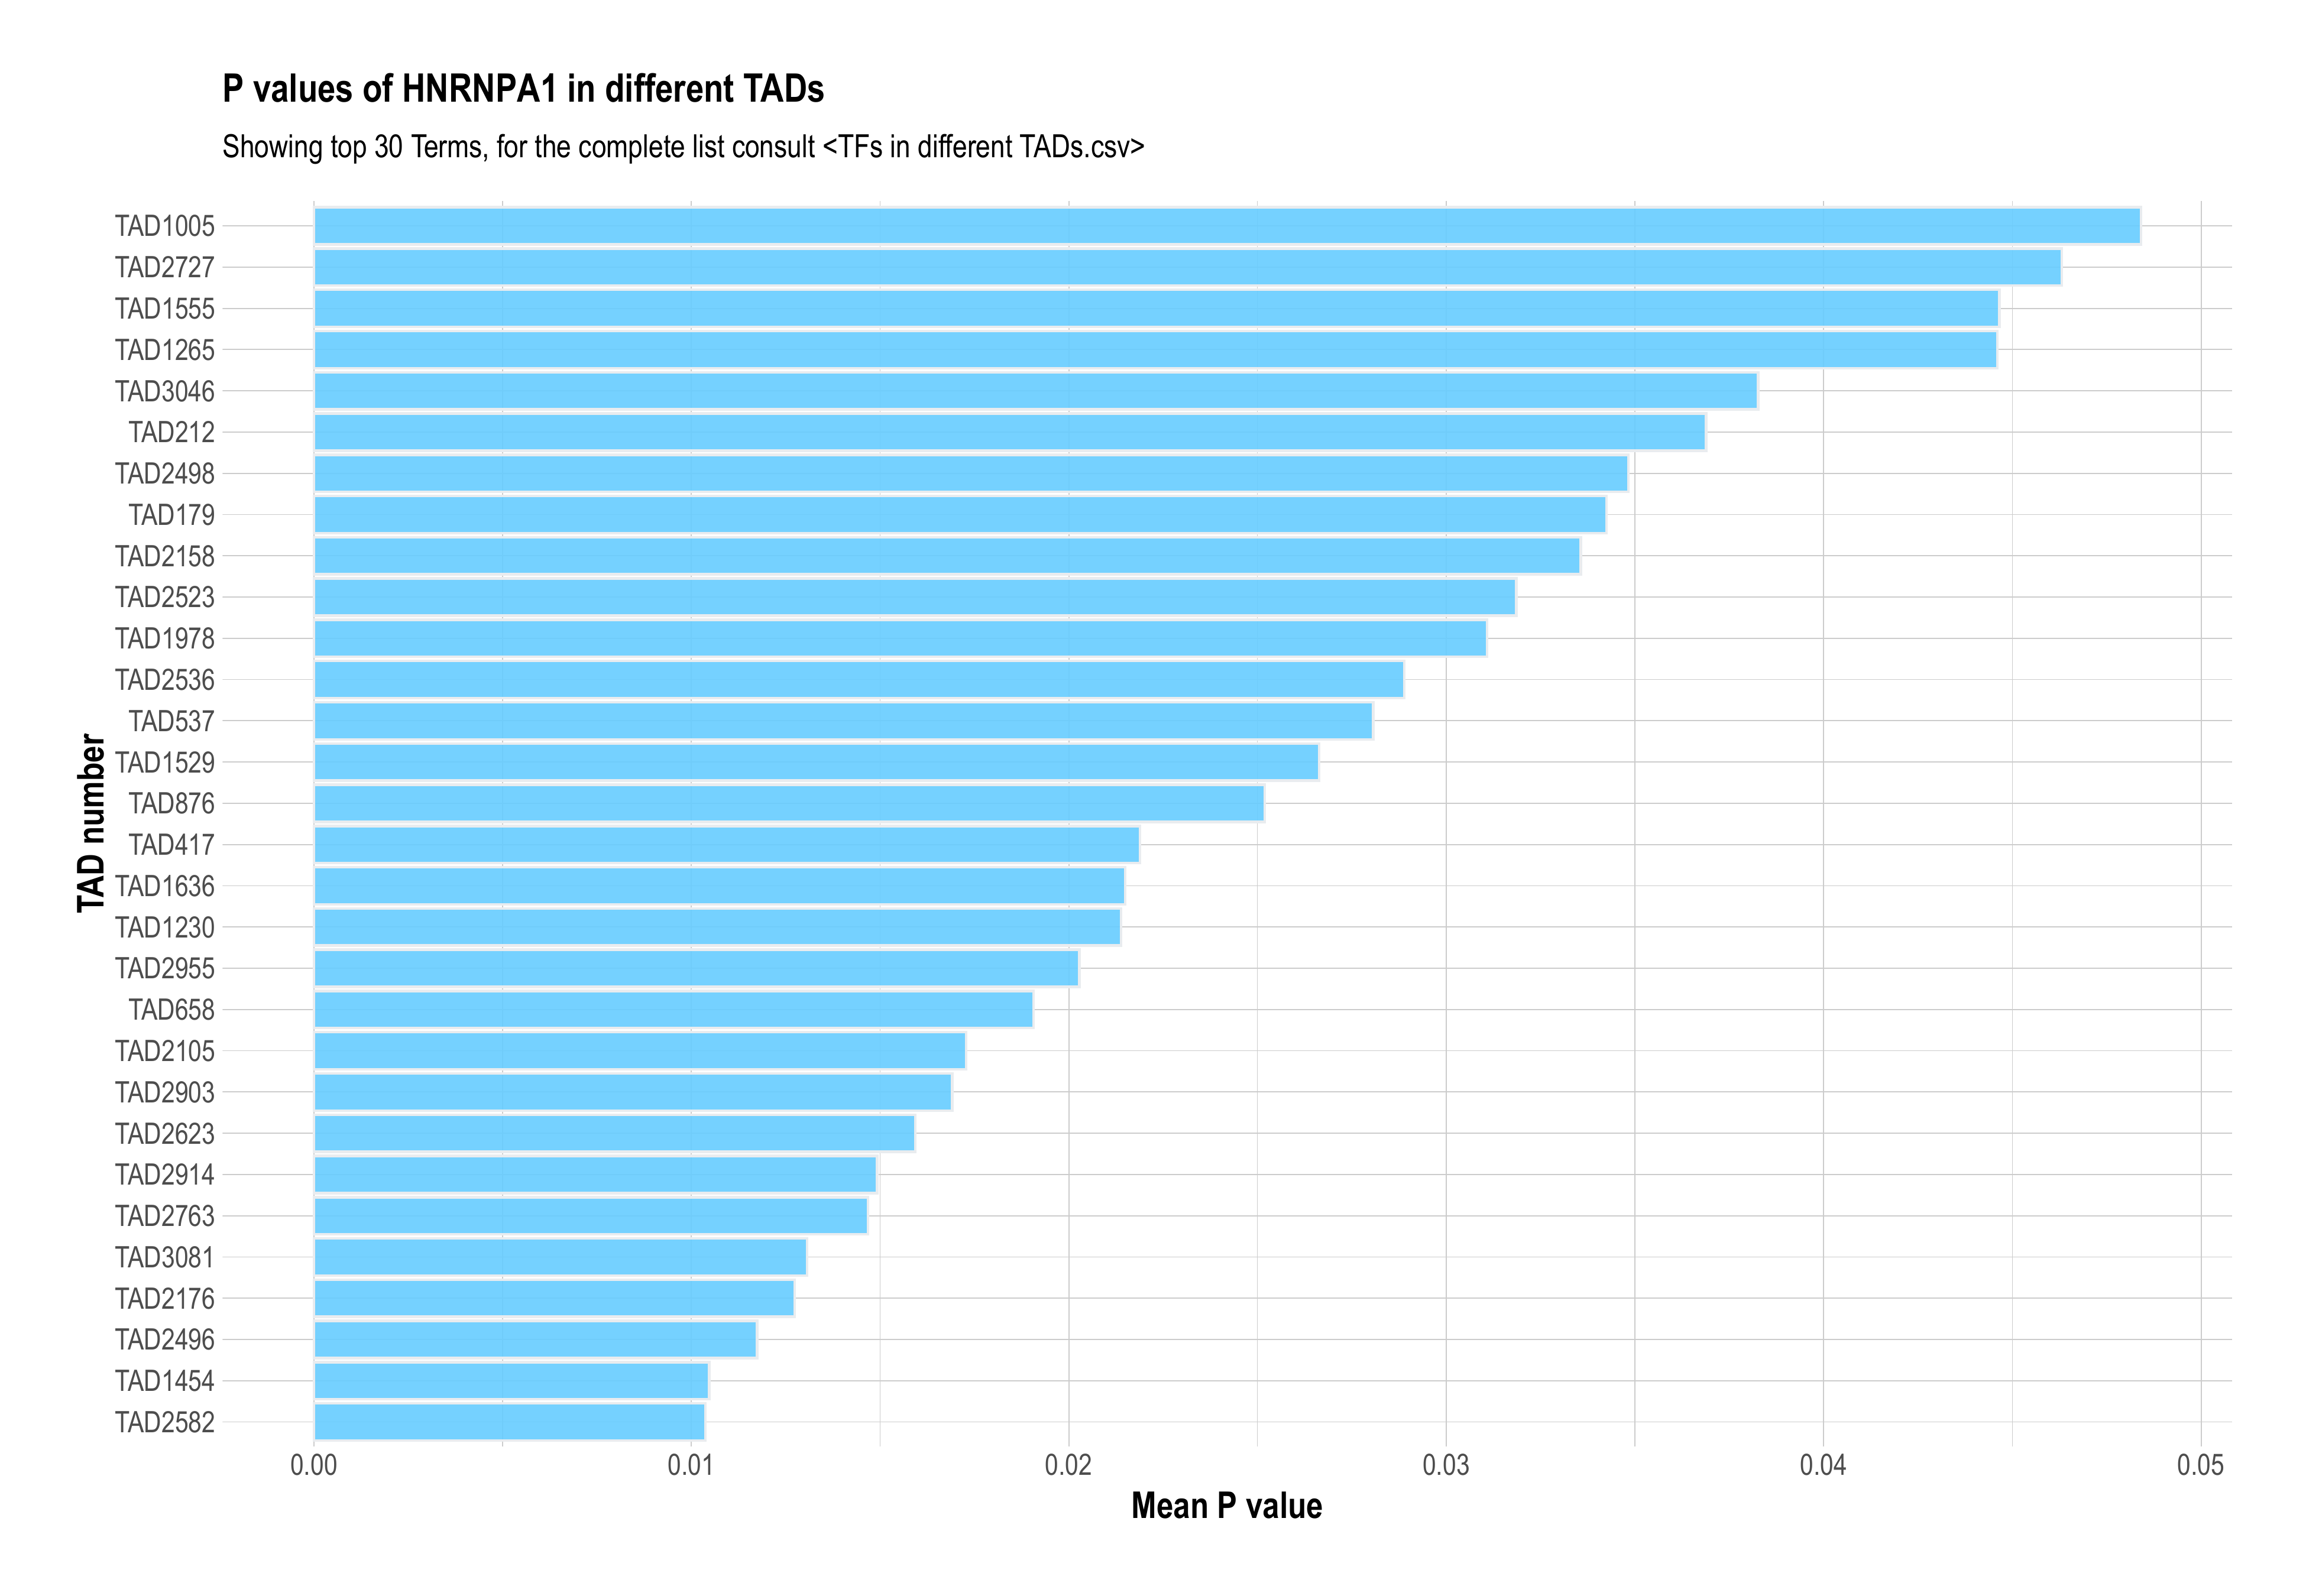 P values of HNRNPA1 in different TADs
Showing top 30 Terms, for the complete list consult <TFs in different TADs.csv>
TAD number
TAD1005
TAD2727
TAD1555
TAD1265
TAD3046
TAD212
TAD2498
TAD179
TAD2158
TAD2523
TAD1978
TAD2536
TAD537
TAD1529
TAD876
TAD417
TAD1636
TAD1230
TAD2955
TAD658
TAD2105
TAD2903
TAD2623
TAD2914
TAD2763
TAD3081
TAD2176
TAD2496
TAD1454
TAD2582
0.00 0.01 0.02 0.03 0.04 0.05
Mean P value